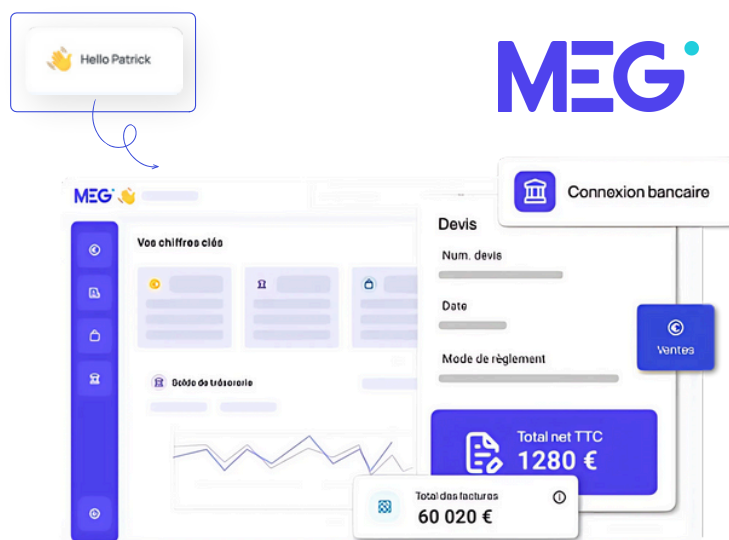 Hello Patrick
MEG
MEG
Connexion bancaire
Devis
Vos chiffres clés
Num. devis
Date
Ventes
Mode de règlement
Solde de trésorerie
Total net TTC
1280 €
Total des factures
60 020 €